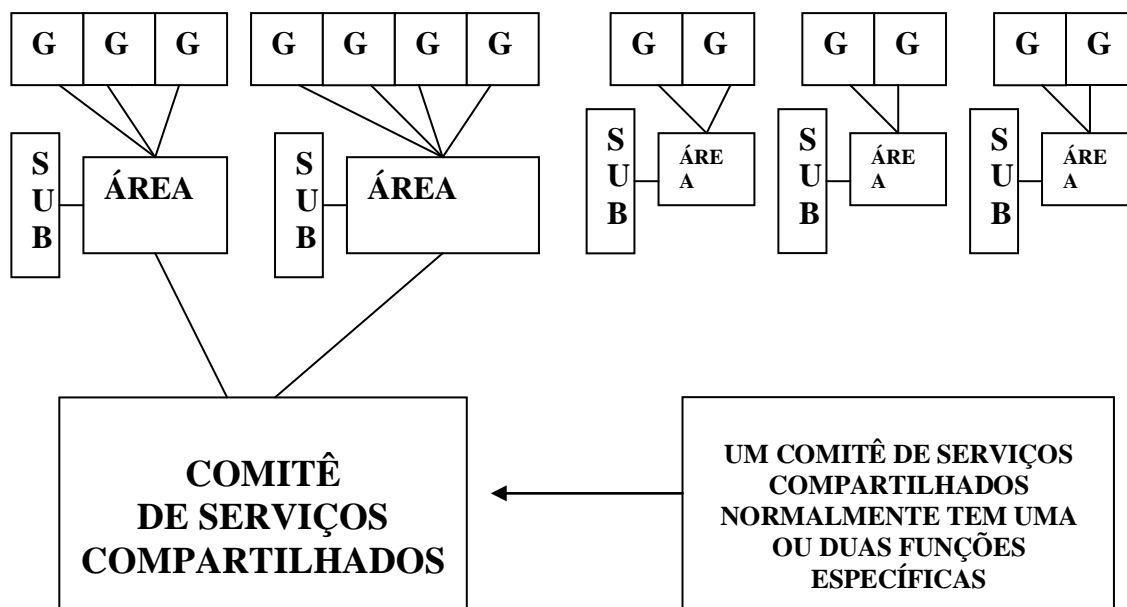 G G G
G G G G
G G
G G
G G
S
U
B
ÁREA
S
U
B
ÁREA
S
U
B
ÁRE
A
S
U
B
ÁRE
A
S
U
B
ÁRE
A
COMITÊ
DE SERVIÇOS
COMPARTILHADOS
UM COMITÊ DE SERVIÇOS
COMPARTILHADOS
NORMALMENTE TEM UMA
OU DUAS FUNÇÕES
ESPECÍFICAS